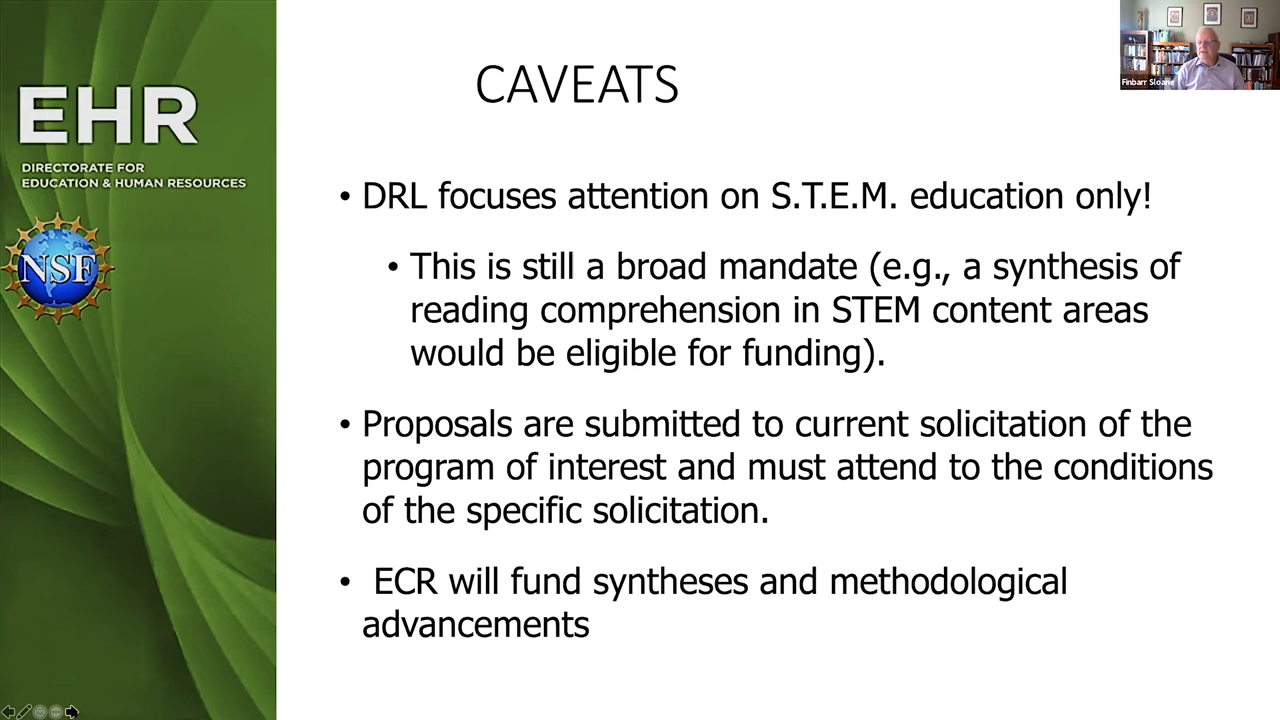 EHR
DIRECTORATE FOR
EDUCATION & HUMAN RESOURCES
NSF
CAVEATS
• DRL focuses attention on S.T.E.M. education only!
• This is still a broad mandate (e.g., a synthesis of
reading comprehension in STEM content areas
would be eligible for funding).
• Proposals are submitted to current solicitation of the
program of interest and must attend to the conditions
of the specific solicitation.
• ECR will fund syntheses and methodological
advancements
Finbarr Sloane